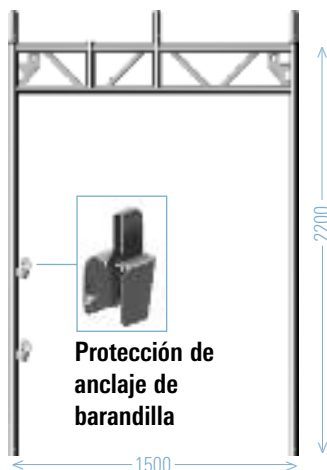 2200
Protección de
anclaje de
barandilla
1500